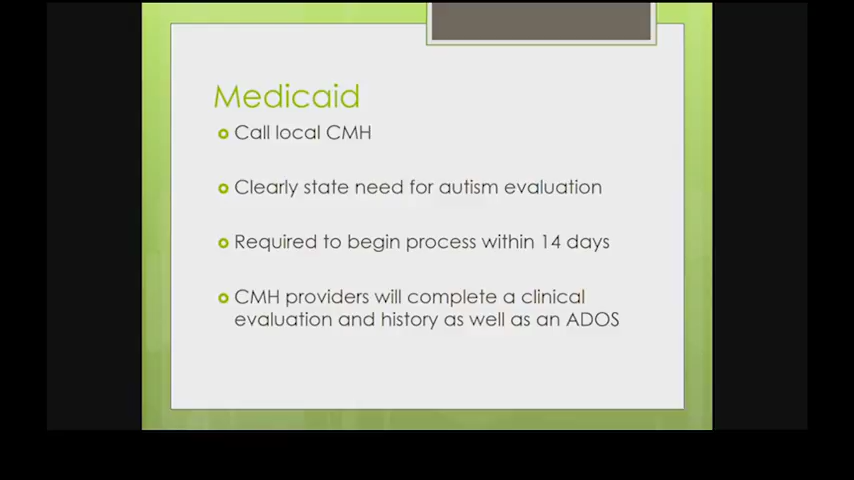 Medicaid
Call local CMH
Clearly state need for autism evaluation
Required to begin process within 14 days
CMH providers will complete a clinical
evaluation and history as well as an ADOS